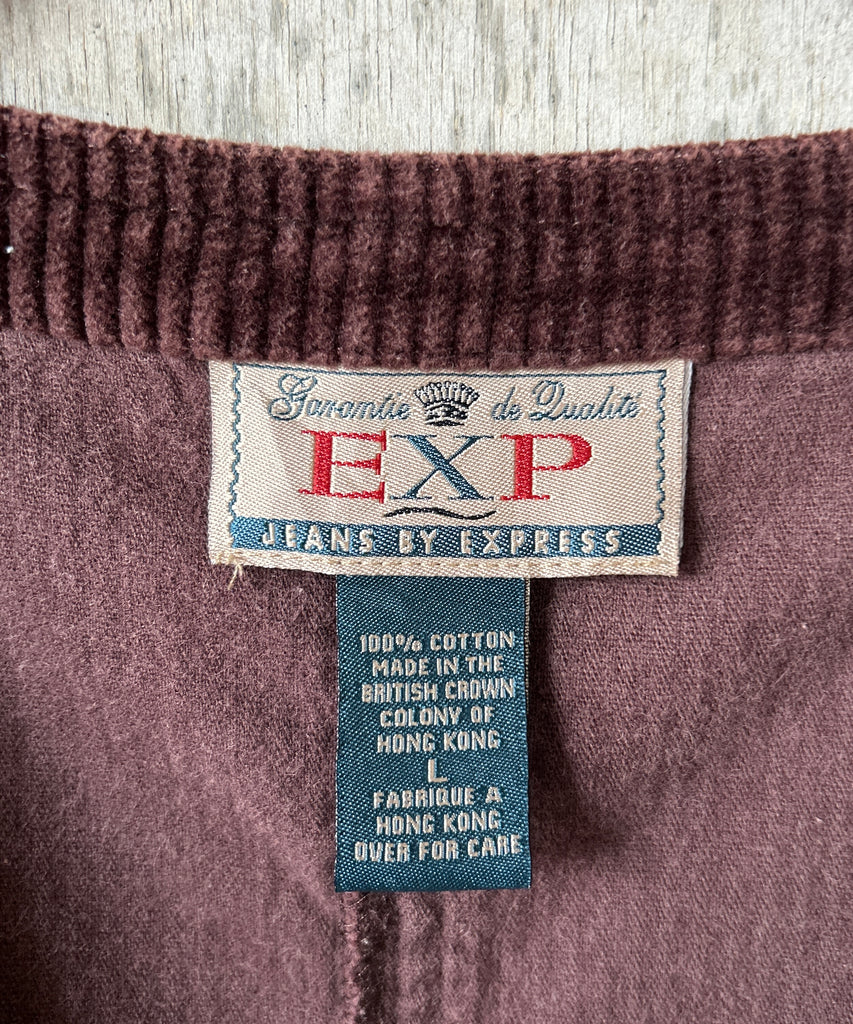 Garantie de Qualité
EXP
JEANS BY EXPRESS
100% COTTON
MADE IN THE
BRITISH CROWN
COLONY OF
HONG KONG
L
FABRIQUE A
HONG KONG
OVER FOR CARE